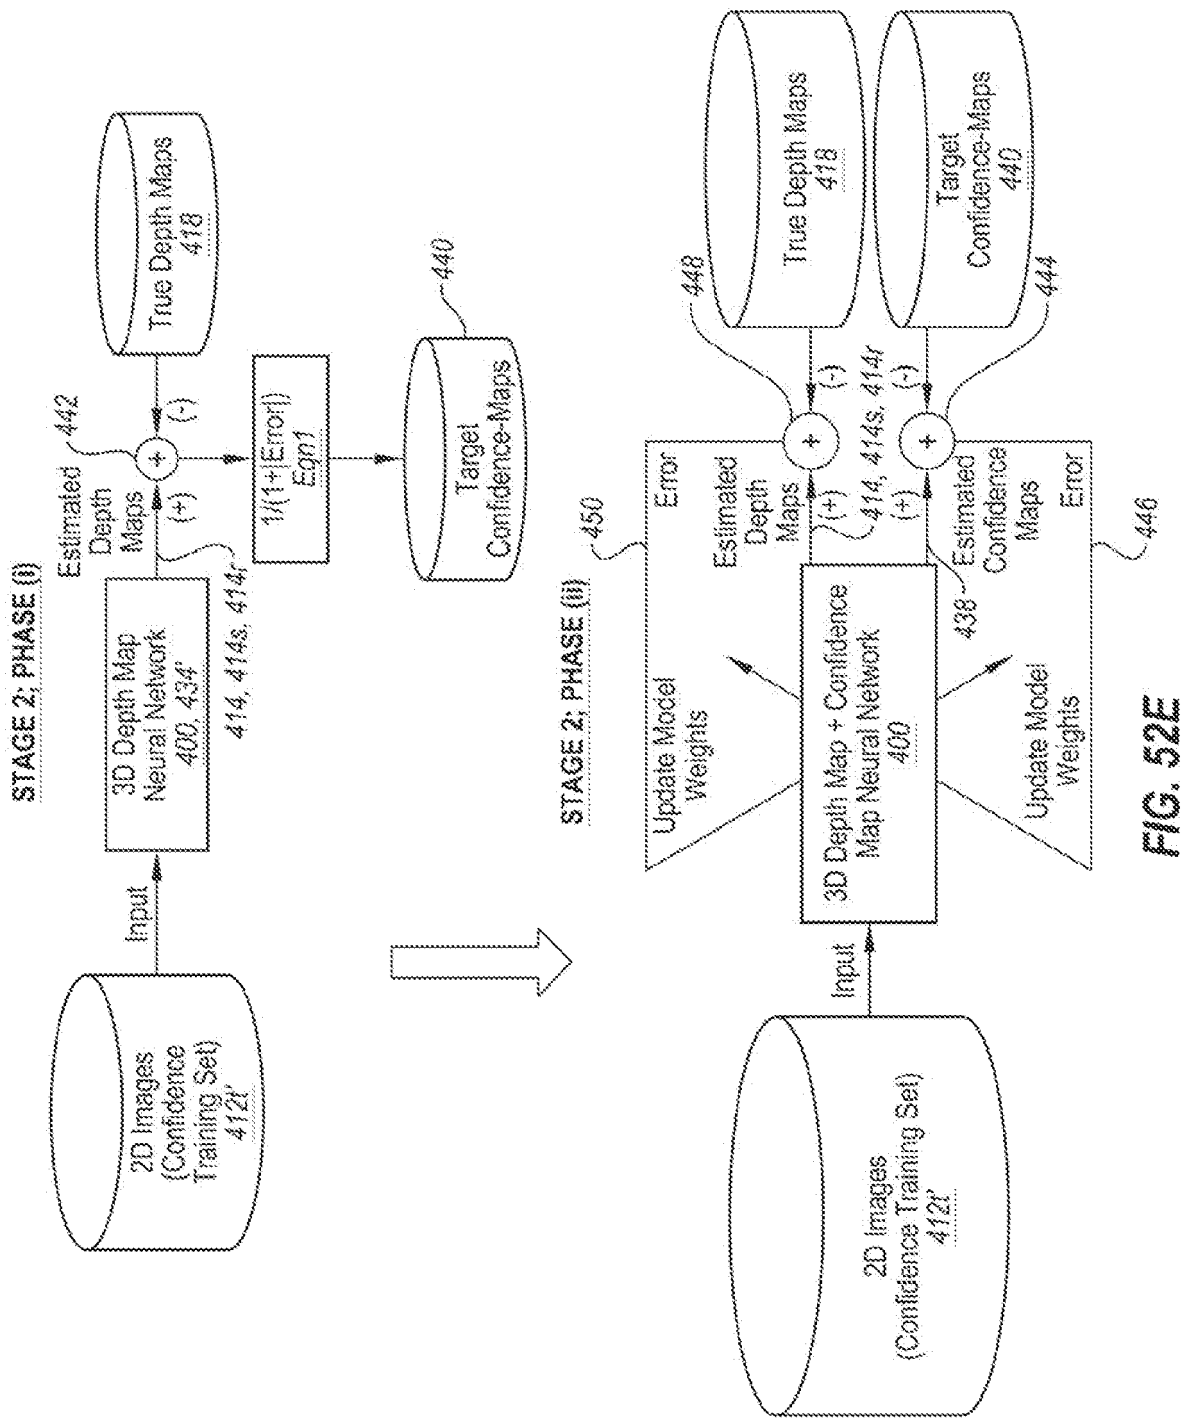 STAGE 2; PHASE (i)
2D Images
(Confidence
Training Set)
412t'
Input
3D Depth Map
Neural Network
400, 434'
414, 414s, 414r
Estimated
Depth
Maps
(+)
442
+
(-)
True Depth Maps
418
1/(1+|Error|)
Eqn1
Target
Confidence-Maps
440
STAGE 2; PHASE (ii)
2D Images
(Confidence Training Set)
412t'
Input
3D Depth Map + Confidence
Map Neural Network
400
Update Model
Weights
450
Error
Estimated
Depth
Maps
(+)
414, 414s, 414r
448
+
(-)
True Depth Maps
418
Update Model
Weights
438
(+)
Estimated
Confidence
Maps
Error
446
+
(-)
444
Target
Confidence-Maps
440
FIG. 52E